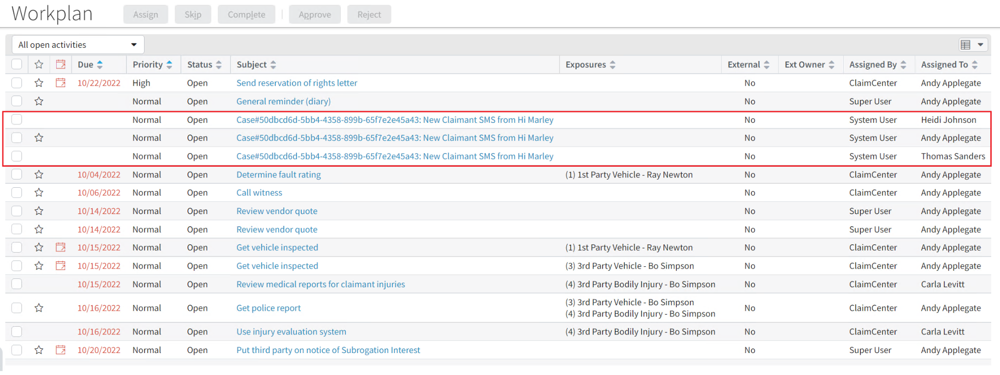 Workplan Assign Skip Complete Approve Reject
All open activities
Due Priority Status Subject Exposures External Ext Owner Assigned By Assigned To
10/22/2022 High Open Send reservation of rights letter No ClaimCenter Andy Applegate
Normal Open General reminder (diary) No Super User Andy Applegate
Normal Open Case#50dbcd6d-5bb4-4358-899b-65f7e2e45a43: New Claimant SMS from Hi Marley No System User Heidi Johnson
Normal Open Case#50dbcd6d-5bb4-4358-899b-65f7e2e45a43: New Claimant SMS from Hi Marley No System User Andy Applegate
Normal Open Case#50dbcd6d-5bb4-4358-899b-65f7e2e45a43: New Claimant SMS from Hi Marley No System User Thomas Sanders
10/04/2022 Normal Open Determine fault rating (1) 1st Party Vehicle - Ray Newton No ClaimCenter Andy Applegate
10/06/2022 Normal Open Call witness No ClaimCenter Andy Applegate
10/14/2022 Normal Open Review vendor quote No Super User Andy Applegate
10/14/2022 Normal Open Review vendor quote No Super User Andy Applegate
10/15/2022 Normal Open Get vehicle inspected (1) 1st Party Vehicle - Ray Newton No ClaimCenter Andy Applegate
10/15/2022 Normal Open Get vehicle inspected (3) 3rd Party Vehicle - Bo Simpson No ClaimCenter Andy Applegate
10/15/2022 Normal Open Review medical reports for claimant injuries (4) 3rd Party Bodily Injury - Bo Simpson No ClaimCenter Carla Levitt
(3) 3rd Party Vehicle - Bo Simpson
10/16/2022 Normal Open Get police report No ClaimCenter Andy Applegate
(4) 3rd Party Bodily Injury - Bo Simpson
10/16/2022 Normal Open Use injury evaluation system (4) 3rd Party Bodily Injury - Bo Simpson No ClaimCenter Carla Levitt
10/20/2022 Normal Open Put third party on notice of Subrogation Interest No Super User Andy Applegate